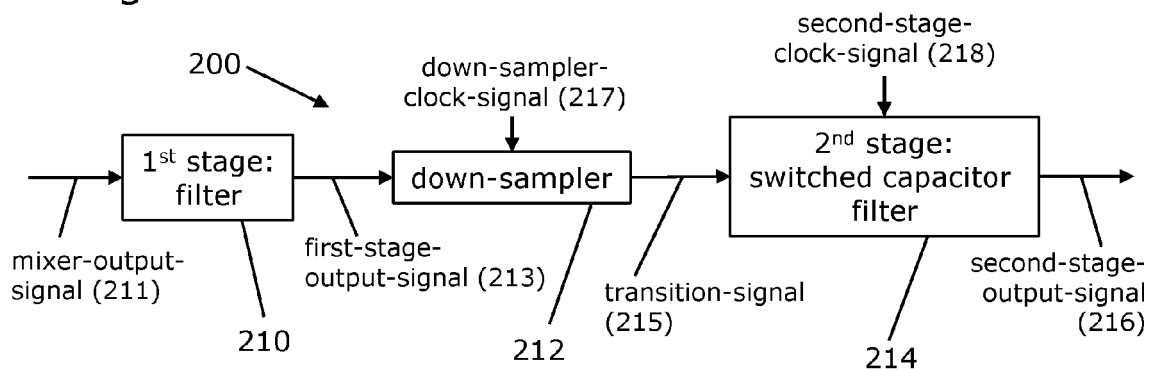 200
down-sampler-
clock-signal (217)
second-stage-
clock-signal (218)
1st stage:
filter
down-sampler
2nd stage:
switched capacitor
filter
mixer-output-
signal (211)
first-stage-
output-signal (213)
transition-signal
(215)
second-stage-
output-signal
(216)
210
212
214